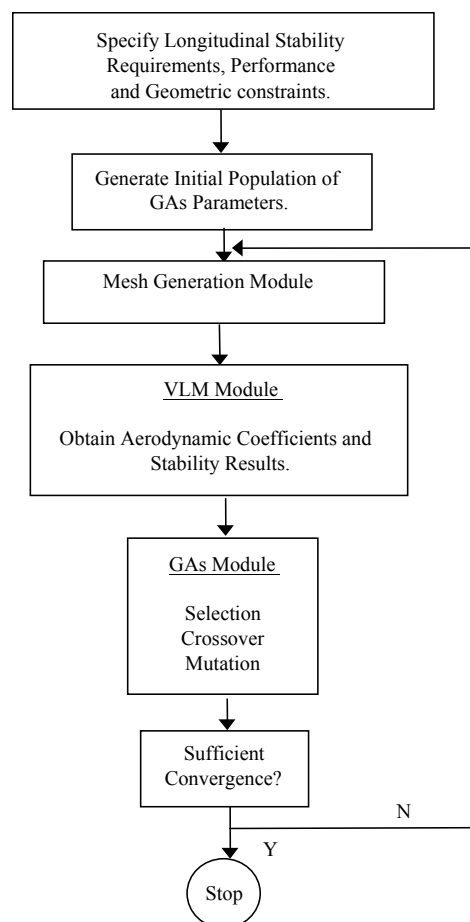 Specify Longitudinal Stability
Requirements, Performance
and Geometric constraints.
Generate Initial Population of
GAs Parameters.
Mesh Generation Module
VLM Module
Obtain Aerodynamic Coefficients and
Stability Results.
GAs Module
Selection
Crossover
Mutation
Sufficient
Convergence?
N
Y
Stop